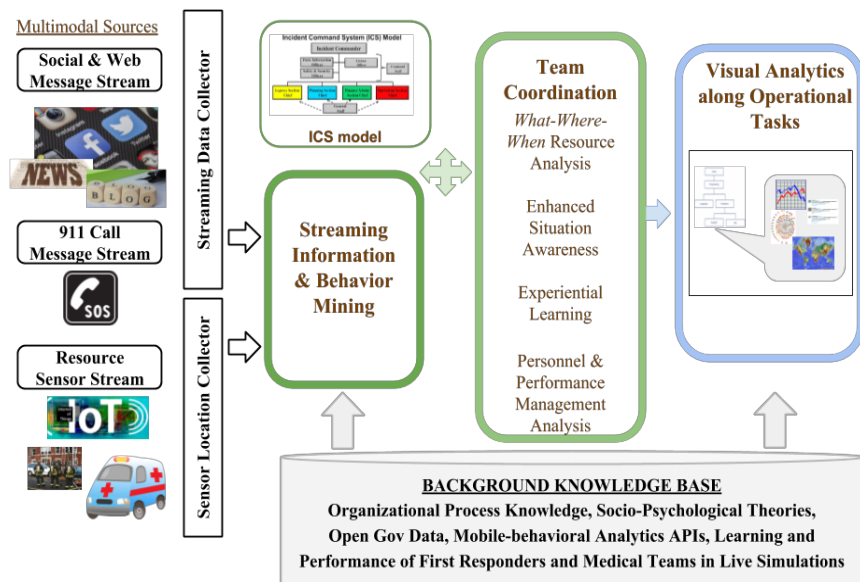 Multimodal Sources
Social & Web
Message Stream
Instagram
Facebook
Twitter
NEWS
BLOG
911 Call
Message Stream
SOS
Resource
Sensor Stream
IoT
Streaming Data Collector
Sensor Location Collector
Incident Command System (ICS) Model
Incident Commander
ICS model
Streaming
Information
& Behavior
Mining
Team
Coordination
What-Where-
When Resource
Analysis
Enhanced
Situation
Awareness
Experiential
Learning
Personnel &
Performance
Management
Analysis
Visual Analytics
along Operational
Tasks
BACKGROUND KNOWLEDGE BASE
Organizational Process Knowledge, Socio-Psychological Theories,
Open Gov Data, Mobile-behavioral Analytics APIs, Learning and
Performance of First Responders and Medical Teams in Live Simulations